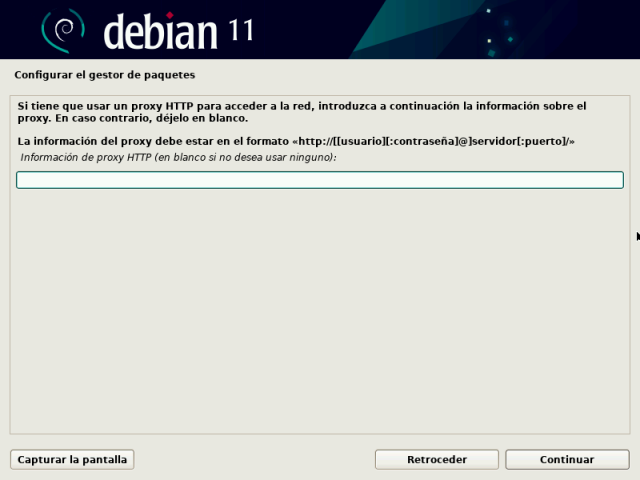 debian 11
Configurar el gestor de paquetes
Si tiene que usar un proxy HTTP para acceder a la red, introduzca a continuación la información sobre el
proxy. En caso contrario, déjelo en blanco.
La información del proxy debe estar en el formato «http://[[usuario][:contraseña]@]servidor[:puerto]/»
Información de proxy HTTP (en blanco si no desea usar ninguno):
Capturar la pantalla
Retroceder
Continuar